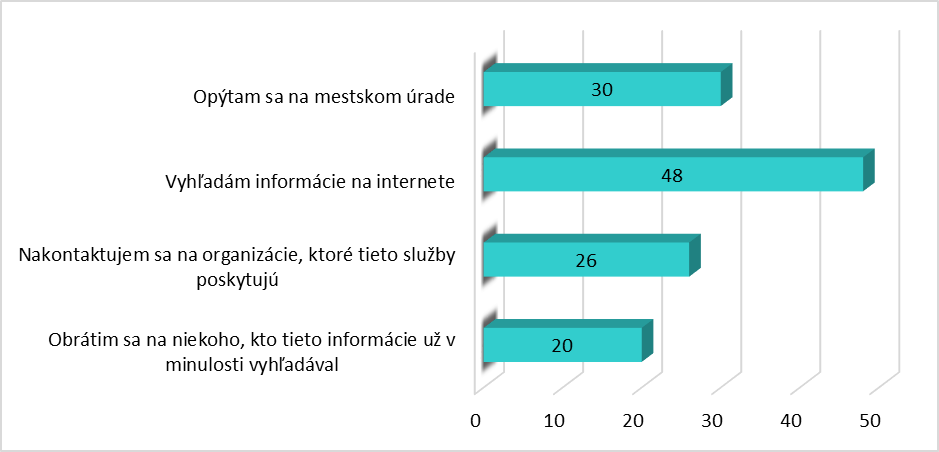 Opýtam sa na mestskom úrade
30
Vyhľadám informácie na internete
48
Nakontaktujem sa na organizácie, ktoré tieto služby
poskytujú
26
Obrátim sa na niekoho, kto tieto informácie už v
minulosti vyhľadával
20
0 10 20 30 40 50